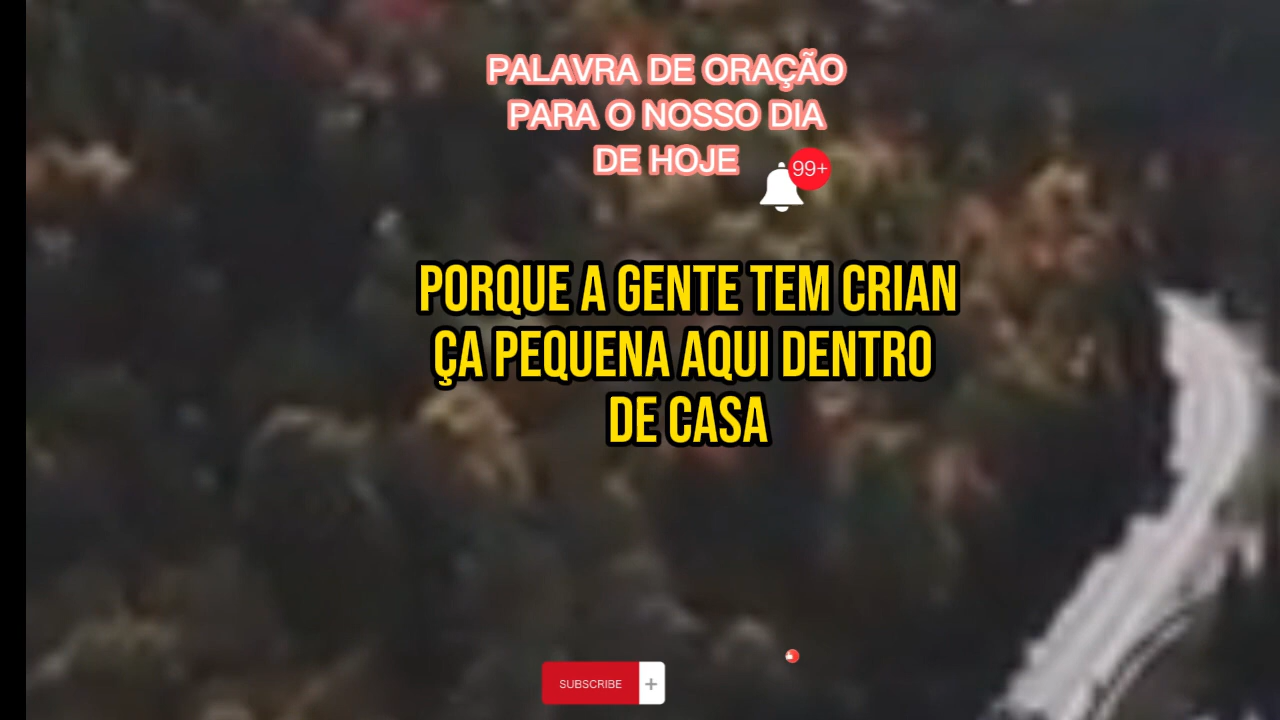 PALAVRA DE ORAÇÃO
PARA O NOSSO DIA
DE HOJE
99+
PORQUE A GENTE TEM CRIAN
ÇA PEQUENA AQUI DENTRO
DE CASA
SUBSCRIBE +